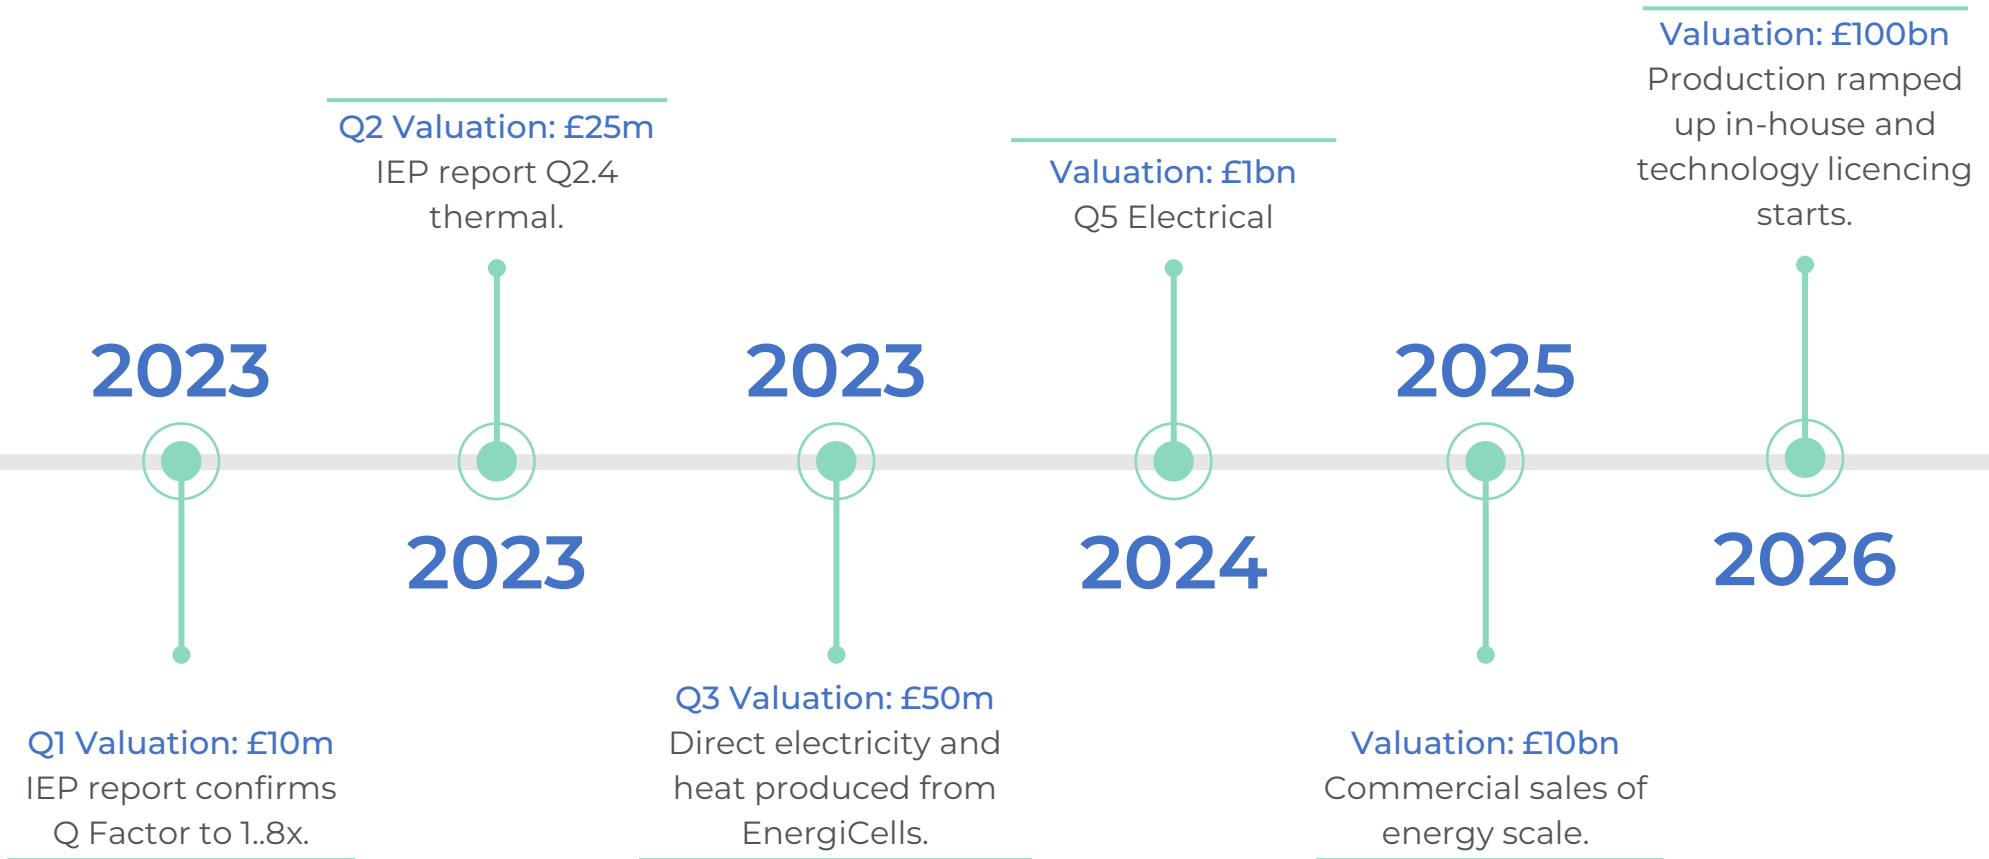 2023
Q1 Valuation: £10m
IEP report confirms
Q Factor to 1..8x.
Q2 Valuation: £25m
IEP report Q2.4
thermal.
2023
2023
Q3 Valuation: £50m
Direct electricity and
heat produced from
EnergiCells.
Valuation: £1bn
Q5 Electrical
2024
2025
Valuation: £10bn
Commercial sales of
energy scale.
Valuation: £100bn
Production ramped
up in-house and
technology licencing
starts.
2026